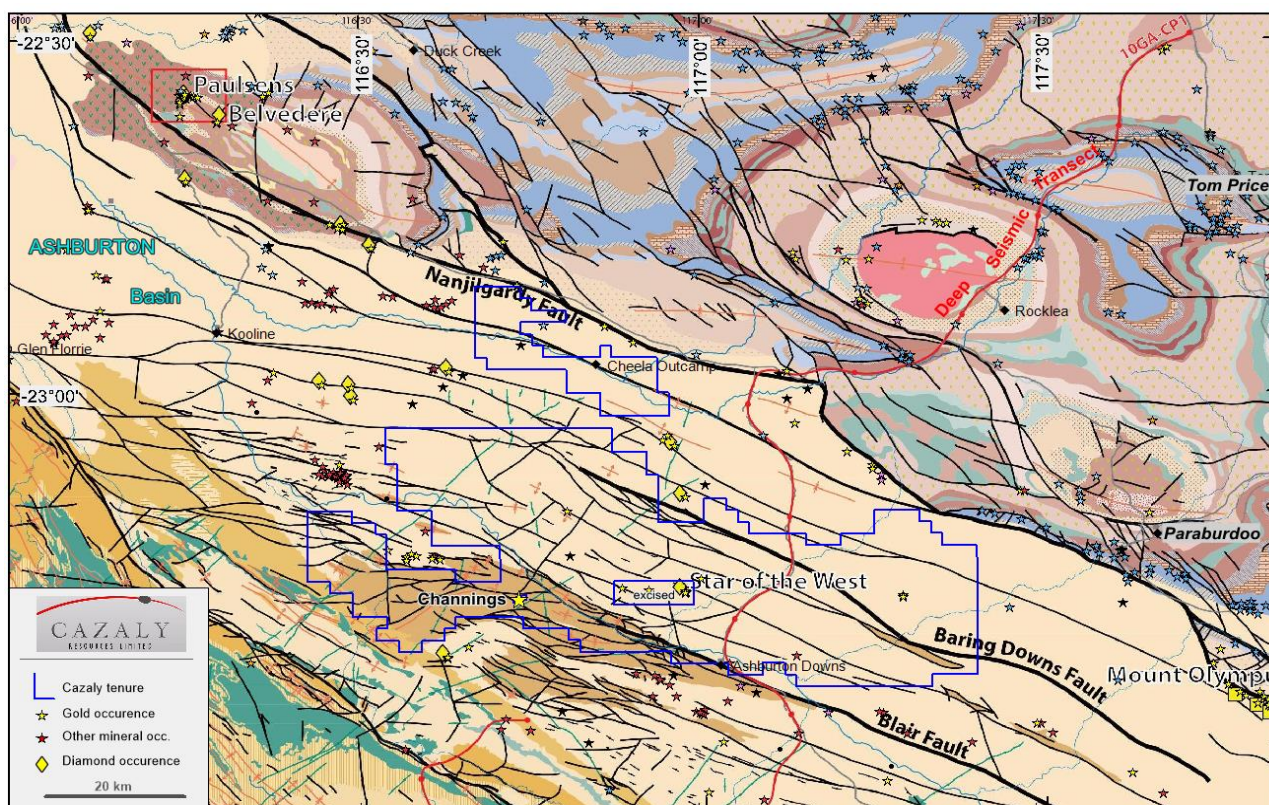 116°30'
117°00'
117°30'
-22°30'
10GA-CP1
Duck Creek
Paulsens
Belvedere
Transect
Tom Price
ASHBURTON
Basin
Seismic
Nanjilgardy Fault
Deep
Rocklea
Kooline
Glen Florrie
Cheela Outcamp
-23°00'
Paraburdoo
Star of the West
excised
Channings
Baring Downs Fault
Ashburton Downs
Mount Olympu
Blair Fault
CAZALY
RESOURCES LIMITED
Cazaly tenure
Gold occurence
Other mineral occ.
Diamond occurence
20 km